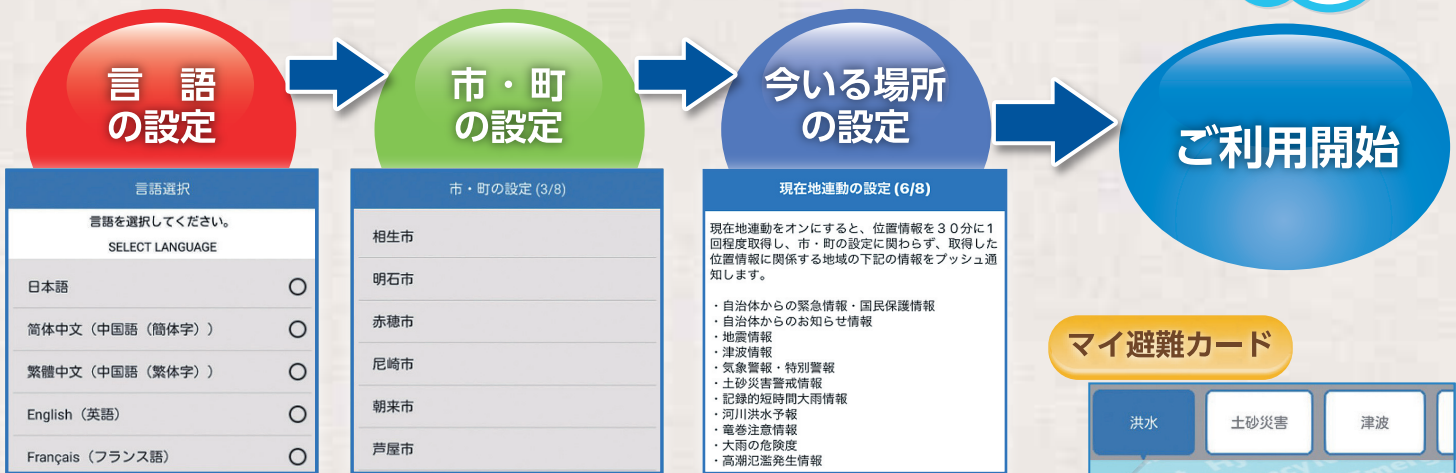 言　語
の設定
市・町
の設定
今いる場所
の設定
ご利用開始
言語選択
言語を選択してください。
SELECT LANGUAGE
日本語
简体中文（中国語（簡体字））
繁體中文（中国語（繁体字））
English（英語）
Français（フランス語）
市・町の設定 (3/8)
相生市
明石市
赤穂市
尼崎市
朝来市
芦屋市
現在地連動の設定 (6/8)
現在地連動をオンにすると、位置情報を３０分に1
回程度取得し、市・町の設定に関わらず、取得した
位置情報に関係する地域の下記の情報をプッシュ通
知します。
・自治体からの緊急情報・国民保護情報
・自治体からのお知らせ情報
・地震情報
・津波情報
・気象警報・特別警報
・土砂災害警戒情報
・記録的短時間大雨情報
・河川洪水予報
・竜巻注意情報
・大雨の危険度
・高潮氾濫発生情報
マイ避難カード
洪水
土砂災害
津波